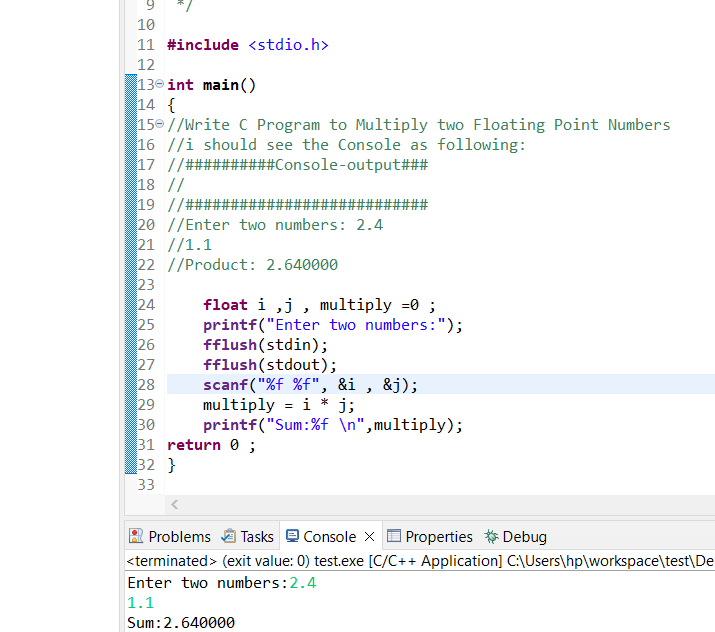 9 */
10
11 #include <stdio.h>
12
13 int main()
14 {
15 //Write C Program to Multiply two Floating Point Numbers
16 //i should see the Console as following:
17 //##########Console-output###
18 //
19 //###########################
20 //Enter two numbers: 2.4
21 //1.1
22 //Product: 2.640000
23
24     float i ,j , multiply =0 ;
25     printf("Enter two numbers:");
26     fflush(stdin);
27     fflush(stdout);
28     scanf("%f %f", &i , &j);
29     multiply = i * j;
30     printf("Sum:%f \n",multiply);
31 return 0 ;
32 }
33
Problems Tasks Console Properties Debug
<terminated> (exit value: 0) test.exe [C/C++ Application] C:\Users\hp\workspace\test\De
Enter two numbers:2.4
1.1
Sum:2.640000